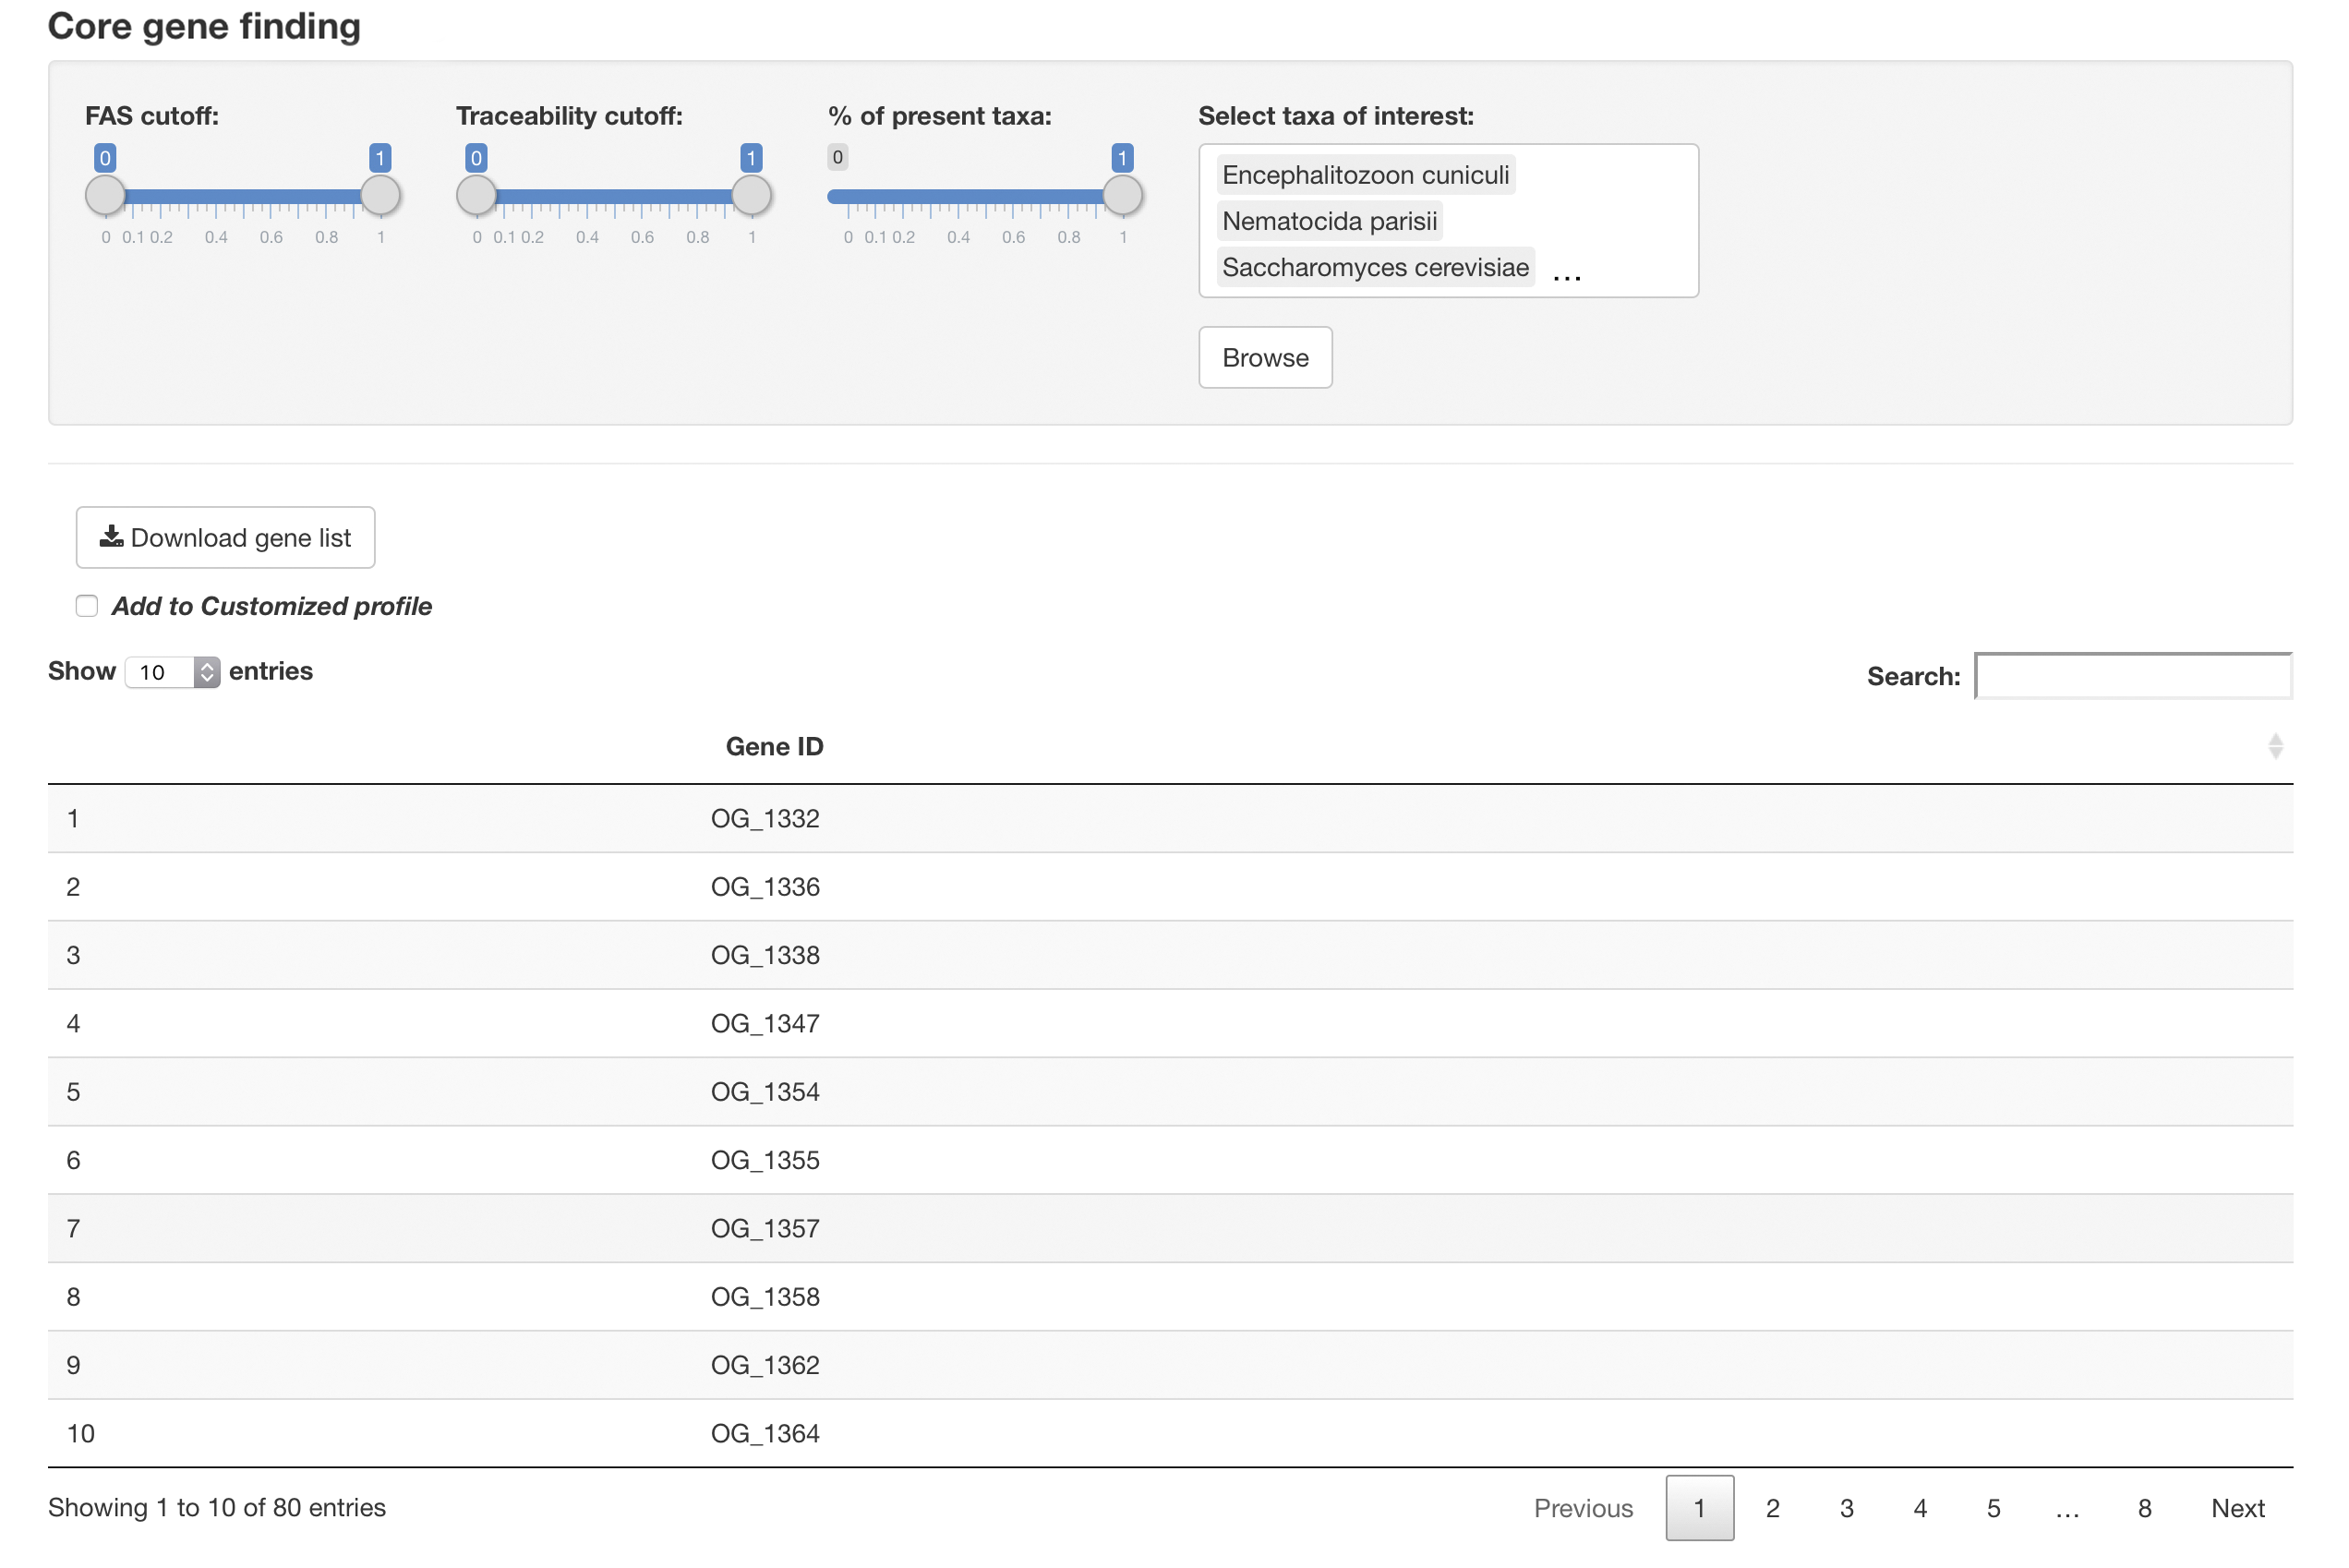 Core gene finding
FAS cutoff: Traceability cutoff: % of present taxa: Select taxa of interest:
0 1 0 1 0 1
0 0.1 0.2 0.4 0.6 0.8 1 0 0.1 0.2 0.4 0.6 0.8 1 0 0.1 0.2 0.4 0.6 0.8 1
Encephalitozoon cuniculi
Nematocida parisii
Saccharomyces cerevisiae ...
Browse
Download gene list
Add to Customized profile
Show 10 entries Search:
Gene ID
1 OG_1332
2 OG_1336
3 OG_1338
4 OG_1347
5 OG_1354
6 OG_1355
7 OG_1357
8 OG_1358
9 OG_1362
10 OG_1364
Showing 1 to 10 of 80 entries Previous 1 2 3 4 5 ... 8 Next